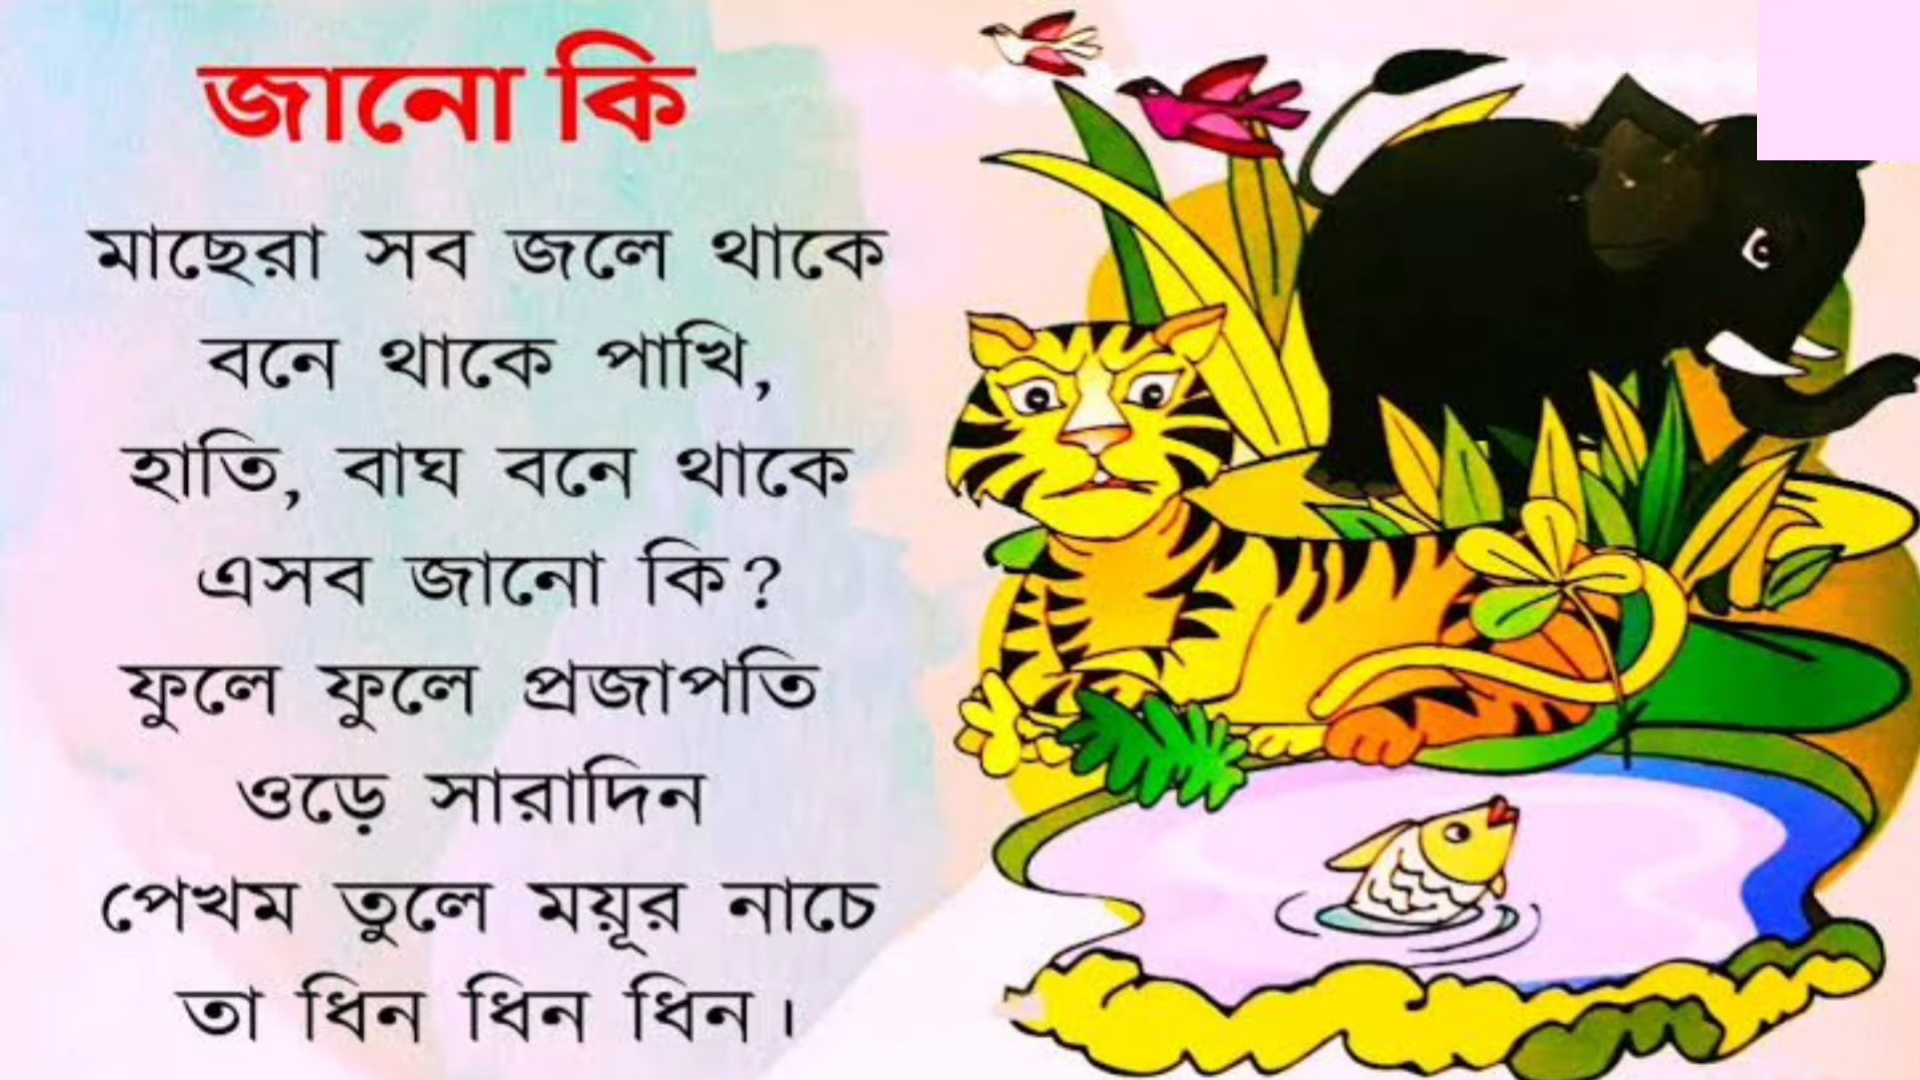 জানো কি
মাছেরা সব জলে থাকে
বনে থাকে পাখি,
হাতি, বাঘ বনে থাকে
এসব জানো কি?
ফুলে ফুলে প্রজাপতি
ওড়ে সারাদিন
পেখম তুলে ময়ূর নাচে
তা ধিন ধিন ধিন।